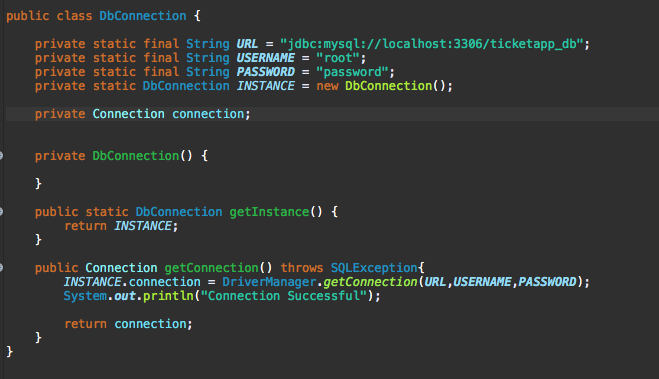 public class DbConnection {
private static final String URL = "jdbc:mysql://localhost:3306/ticketapp_db";
private static final String USERNAME = "root";
private static final String PASSWORD = "password";
private static DbConnection INSTANCE = new DbConnection();
private Connection connection;
private DbConnection() {
}
public static DbConnection getInstance() {
return INSTANCE;
}
public Connection getConnection() throws SQLException{
INSTANCE.connection = DriverManager.getConnection(URL,USERNAME,PASSWORD);
System.out.println("Connection Successful");
return connection;
}
}